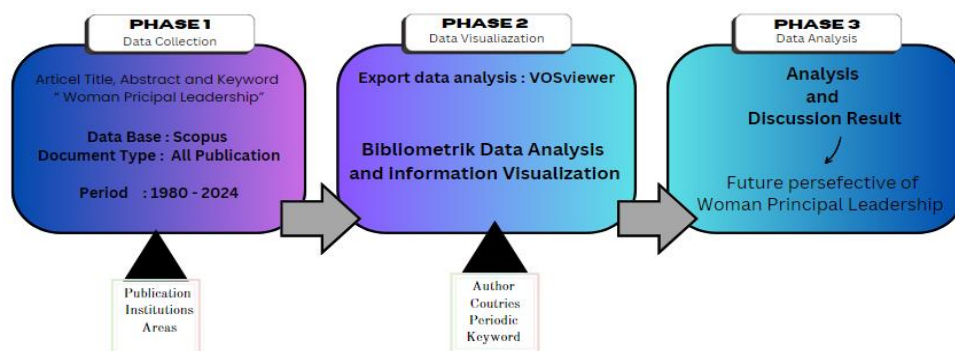 PHASE 1
Data Collection
Articel Title, Abstract and Keyword
“ Woman Pricipal Leadership”
Data Base : Scopus
Document Type : All Publication
Period : 1980 - 2024
Publication
Institutions
Areas
PHASE 2
Data Visualiazation
Export data analysis : VOSviewer
Bibliometrik Data Analysis
and information Visualization
Author
Coutries
Periodic
Keyword
PHASE 3
Data Analysis
Analysis
and
Discussion Result
Future persefective of
Woman Principal Leadership